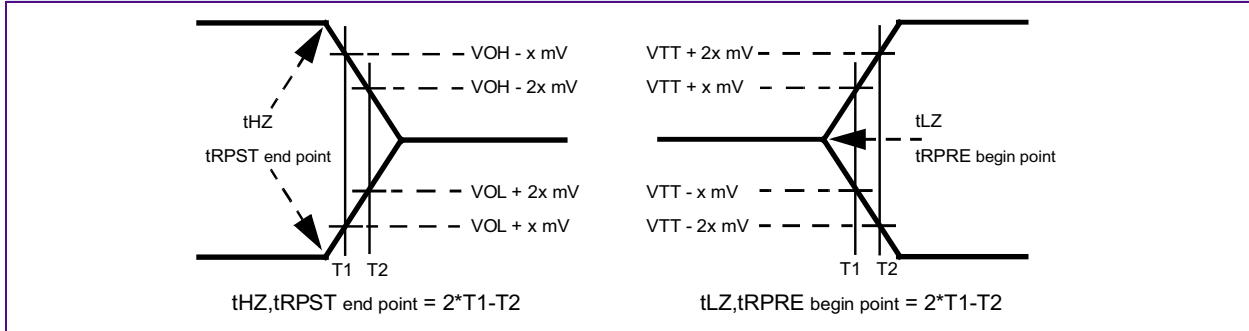 VOH - x mV
VOH - 2x mV
tHZ
tRPST end point
VOL + 2x mV
VOL + x mV
T1 T2
tHZ,tRPST end point = 2*T1-T2
VTT + 2x mV
VTT + x mV
tLZ
tRPRE begin point
VTT - x mV
VTT - 2x mV
T1 T2
tLZ,tRPRE begin point = 2*T1-T2